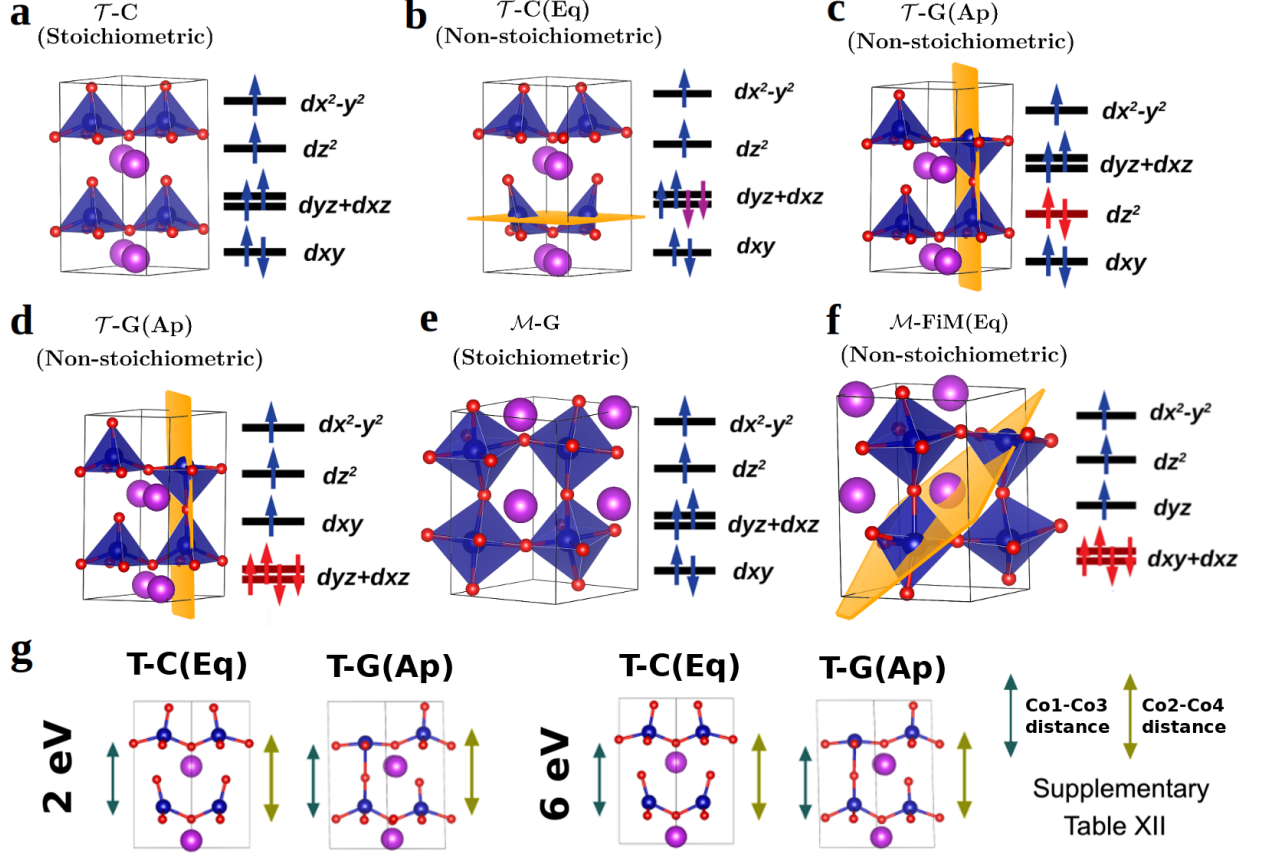 a
𝒯-C
(Stoichiometric)
dx²-y²
dz²
dyz+dxz
dxy
b
𝒯-C(Eq)
(Non-stoichiometric)
dx²-y²
dz²
dyz+dxz
dxy
c
𝒯-G(Ap)
(Non-stoichiometric)
dx²-y²
dyz+dxz
dz²
dxy
d
𝒯-G(Ap)
(Non-stoichiometric)
dx²-y²
dz²
dxy
dyz+dxz
e
ℳ-G
(Stoichiometric)
dx²-y²
dz²
dyz+dxz
dxy
f
ℳ-FiM(Eq)
(Non-stoichiometric)
dx²-y²
dz²
dyz
dxy+dxz
g
2 eV
T-C(Eq)
T-G(Ap)
6 eV
T-C(Eq)
T-G(Ap)
Co1-Co3
distance
Co2-Co4
distance
Supplementary
Table XII